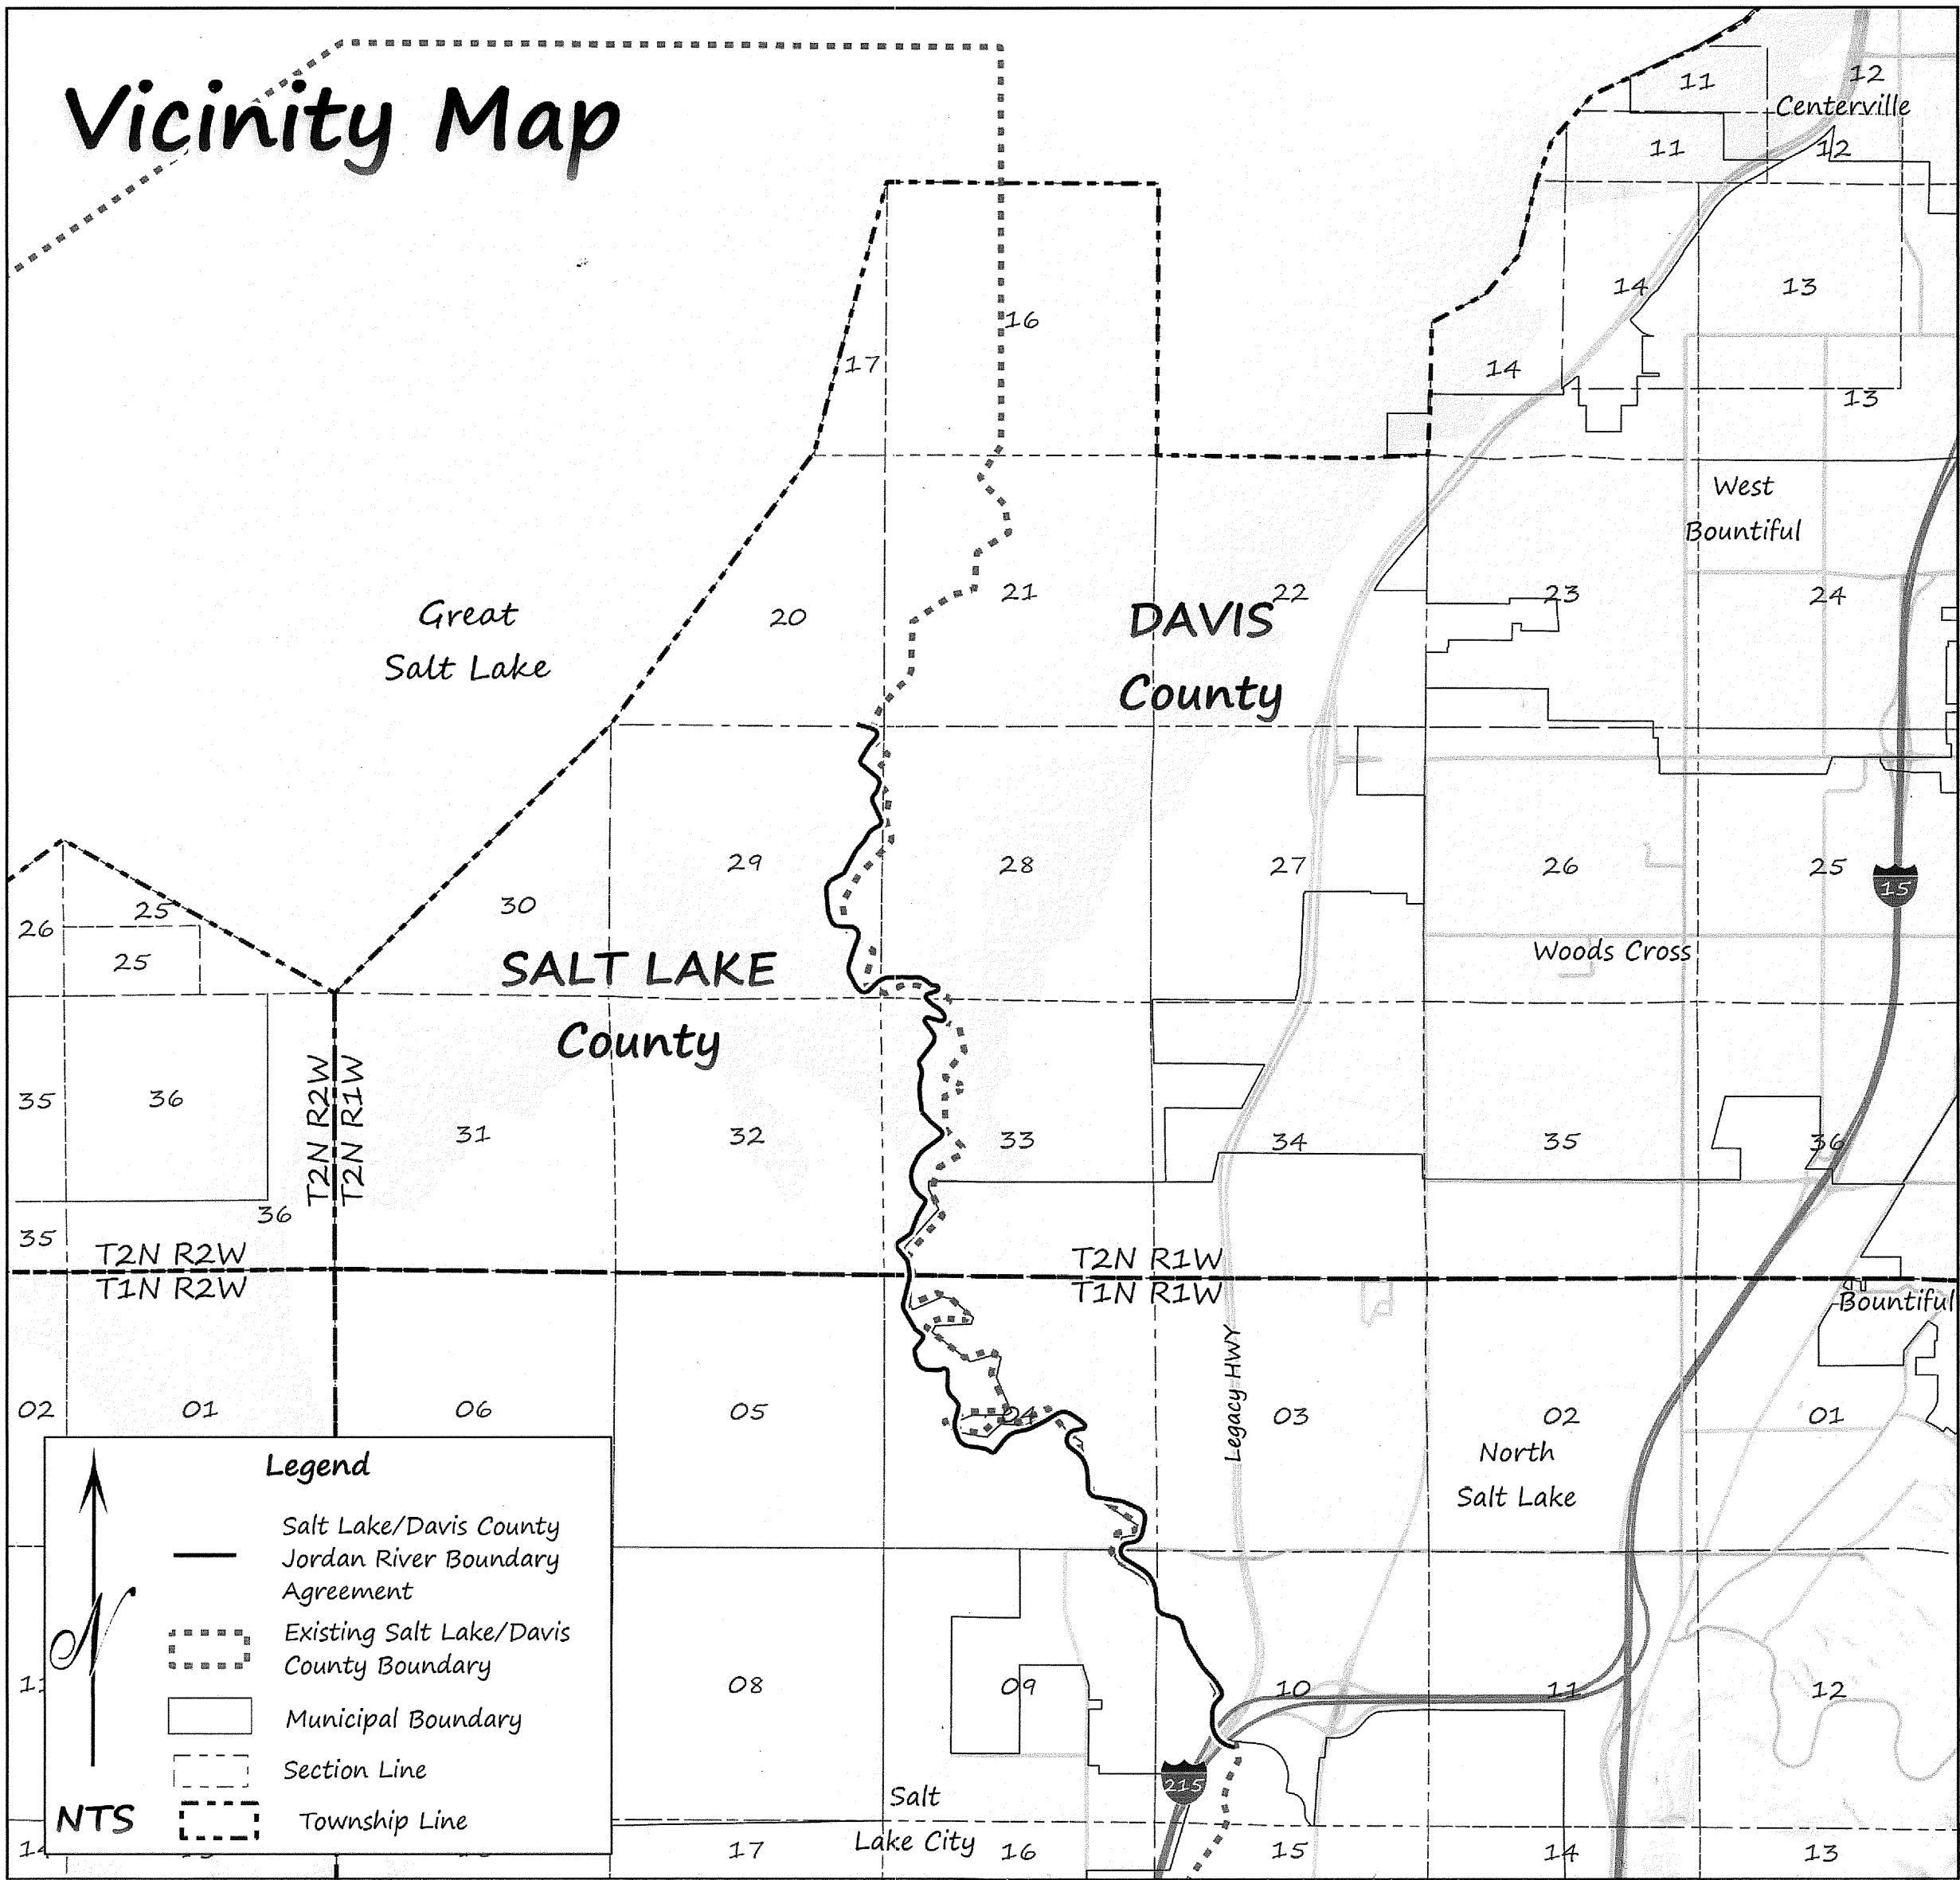 Vicinity Map
11
12
Centerville
11
12
14
13
16
17
14
13
West
Bountiful
Great
Salt Lake
20
21
DAVIS
County
22
23
24
29
28
27
26
25
15
30
26
25
25
SALT LAKE
County
Woods Cross
35
36
T2N R2W
T2N R1W
31
32
33
34
35
36
36
35
T2N R2W
T1N R2W
T2N R1W
T1N R1W
Bountiful
Legacy HWY
02
01
06
05
04
03
02
01
North
Salt Lake
Legend
Salt Lake/Davis County
Jordan River Boundary
Agreement
Existing Salt Lake/Davis
County Boundary
Municipal Boundary
Section Line
Township Line
N
NTS
08
09
10
11
12
215
Salt
Lake City
17
16
15
14
13